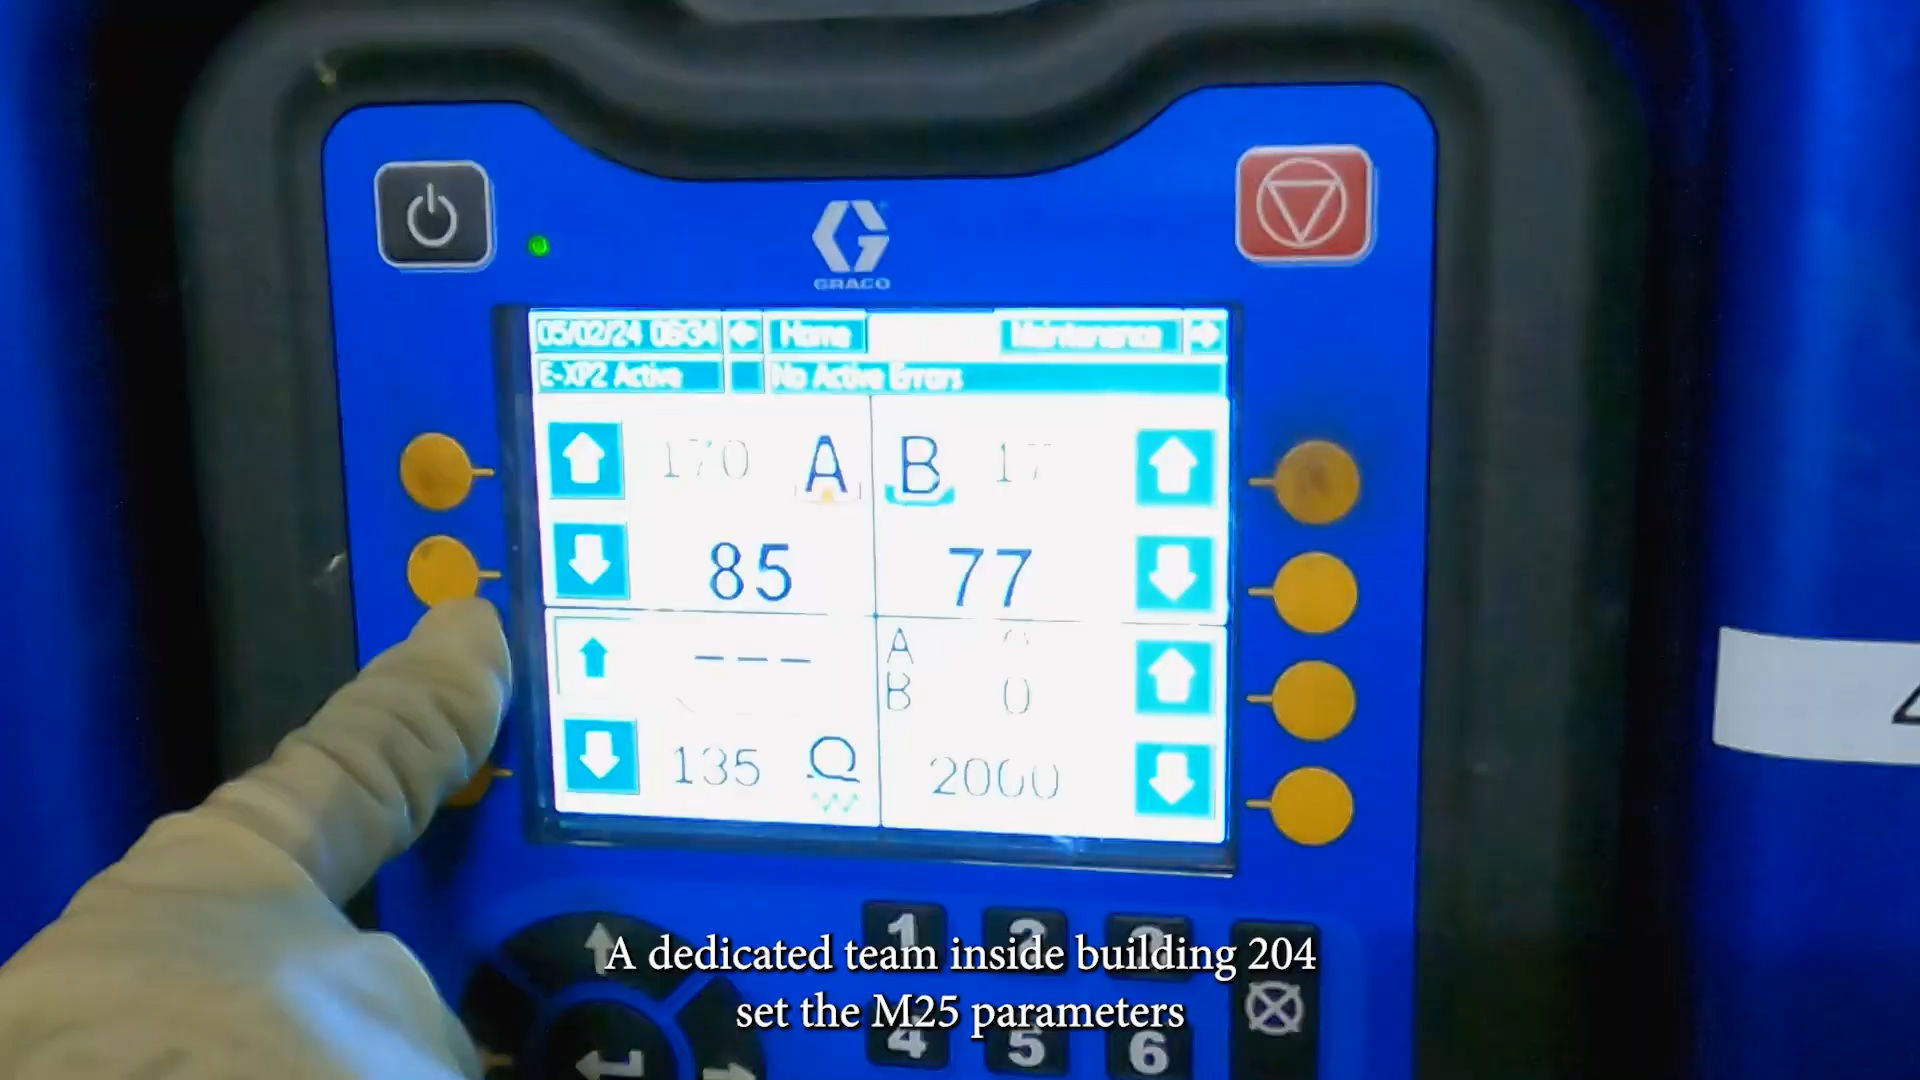 GRACO
05/02/24 06:34 Home Maintenance
E-XP2 Active No Active Errors
170 A B 17
85 77
A 0
--- B 0
135 2000
1 2 3
A dedicated team inside building 204
set the M25 parameters
4 5 6